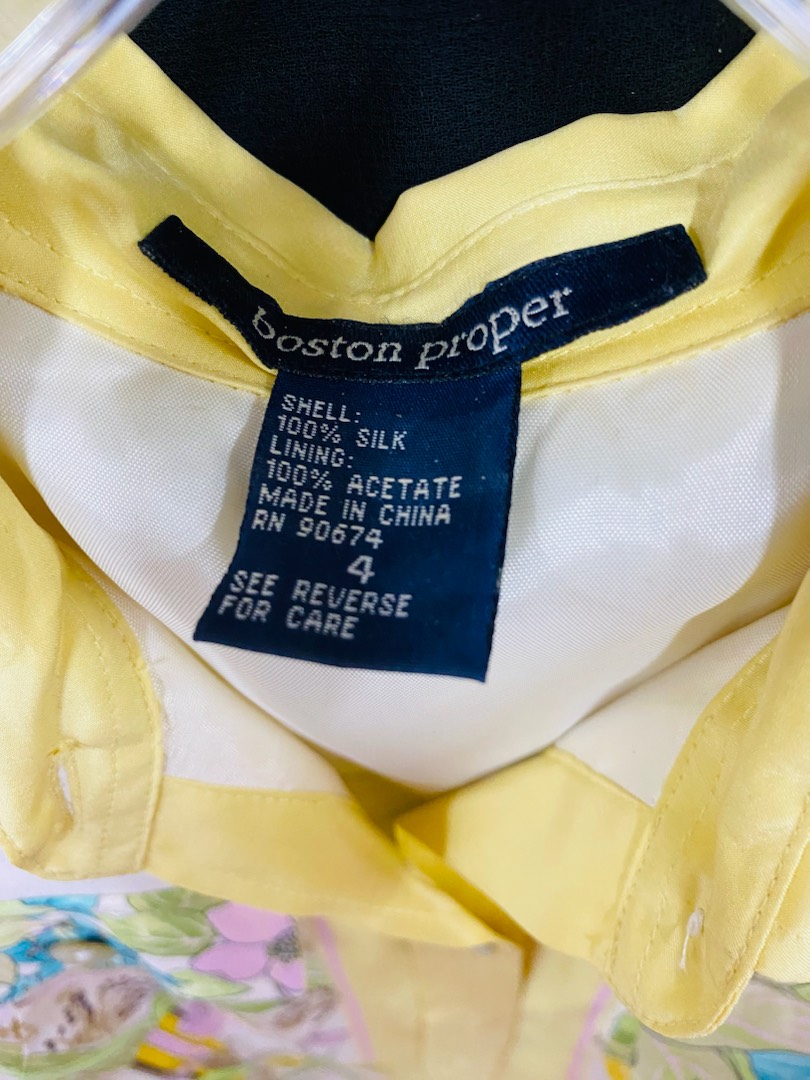 boston proper
SHELL:
100% SILK
LINING:
100% ACETATE
MADE IN CHINA
RN 90674
4
SEE REVERSE
FOR CARE